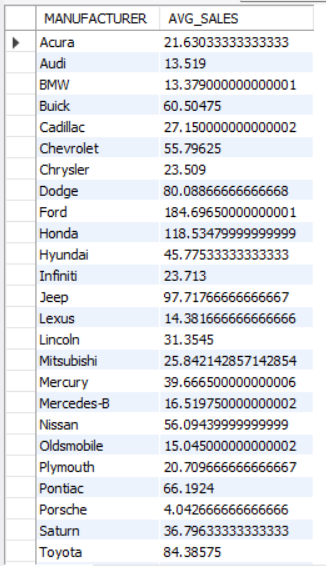 MANUFACTURER AVG_SALES
Acura 21.63033333333333
Audi 13.519
BMW 13.379000000000001
Buick 60.50475
Cadillac 27.150000000000002
Chevrolet 55.79625
Chrysler 23.509
Dodge 80.08866666666668
Ford 184.69650000000001
Honda 118.53479999999999
Hyundai 45.77533333333333
Infiniti 23.713
Jeep 97.71766666666667
Lexus 14.381666666666666
Lincoln 31.3545
Mitsubishi 25.842142857142854
Mercury 39.666500000000006
Mercedes-B 16.519750000000002
Nissan 56.09439999999999
Oldsmobile 15.045000000000002
Plymouth 20.709666666666667
Pontiac 66.1924
Porsche 4.042666666666666
Saturn 36.79633333333333
Toyota 84.38575